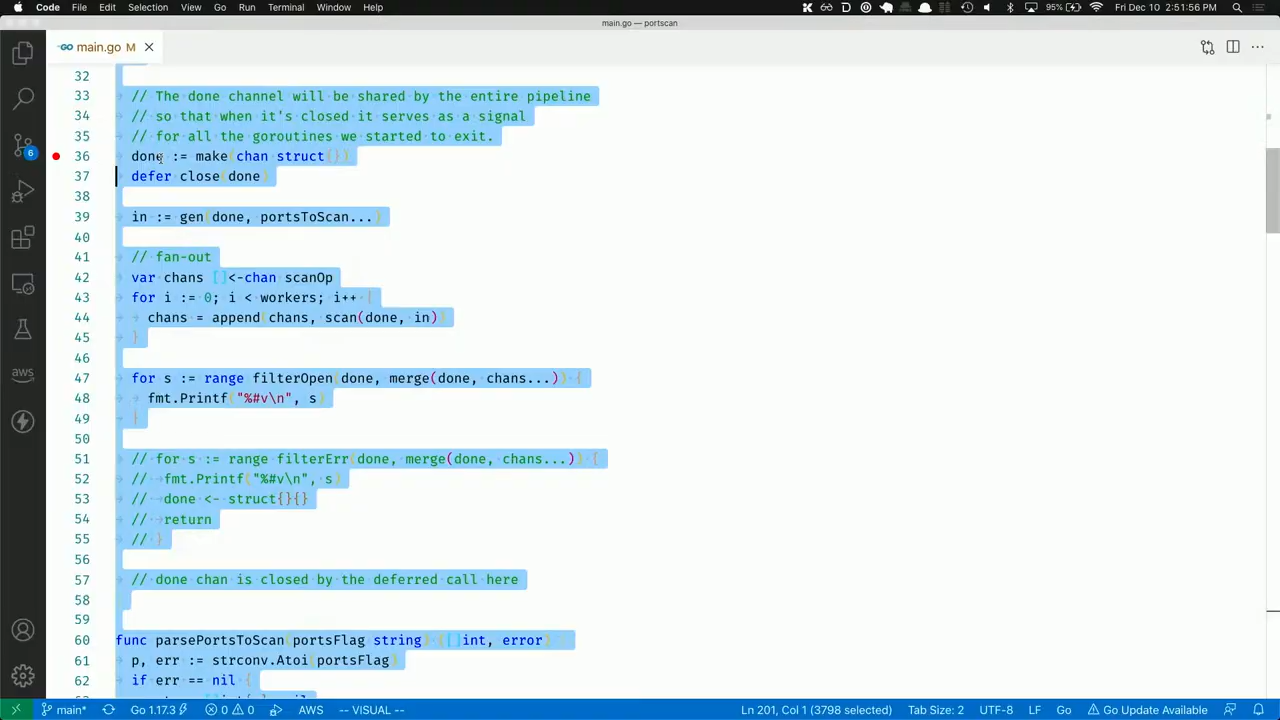 Code File Edit Selection View Go Run Terminal Window Help 95% Fri Dec 10 2:51:56 PM
main.go — portscan
GO main.go M
32
33 // The done channel will be shared by the entire pipeline
34 // so that when it's closed it serves as a signal
35 // for all the goroutines we started to exit.
36 done := make(chan struct{})
37 defer close(done)
38
39 in := gen(done, portsToScan...)
40
41 // fan-out
42 var chans []<-chan scanOp
43 for i := 0; i < workers; i++ {
44 chans = append(chans, scan(done, in))
45 }
46
47 for s := range filterOpen(done, merge(done, chans...)) {
48 fmt.Printf("%#v\n", s)
49 }
50
51 // for s := range filterErr(done, merge(done, chans...)) {
52 // fmt.Printf("%#v\n", s)
53 // done <- struct{}{}
54 // return
55 // }
56
57 // done chan is closed by the deferred call here
58
59
60 func parsePortsToScan(portsFlag string) ([]int, error)
61 p, err := strconv.Atoi(portsFlag)
62 if err == nil {
6
aws
main* Go 1.17.3 0 0 AWS -- VISUAL -- Ln 201, Col 1 (3798 selected) Tab Size: 2 UTF-8 LF Go Go Update Available